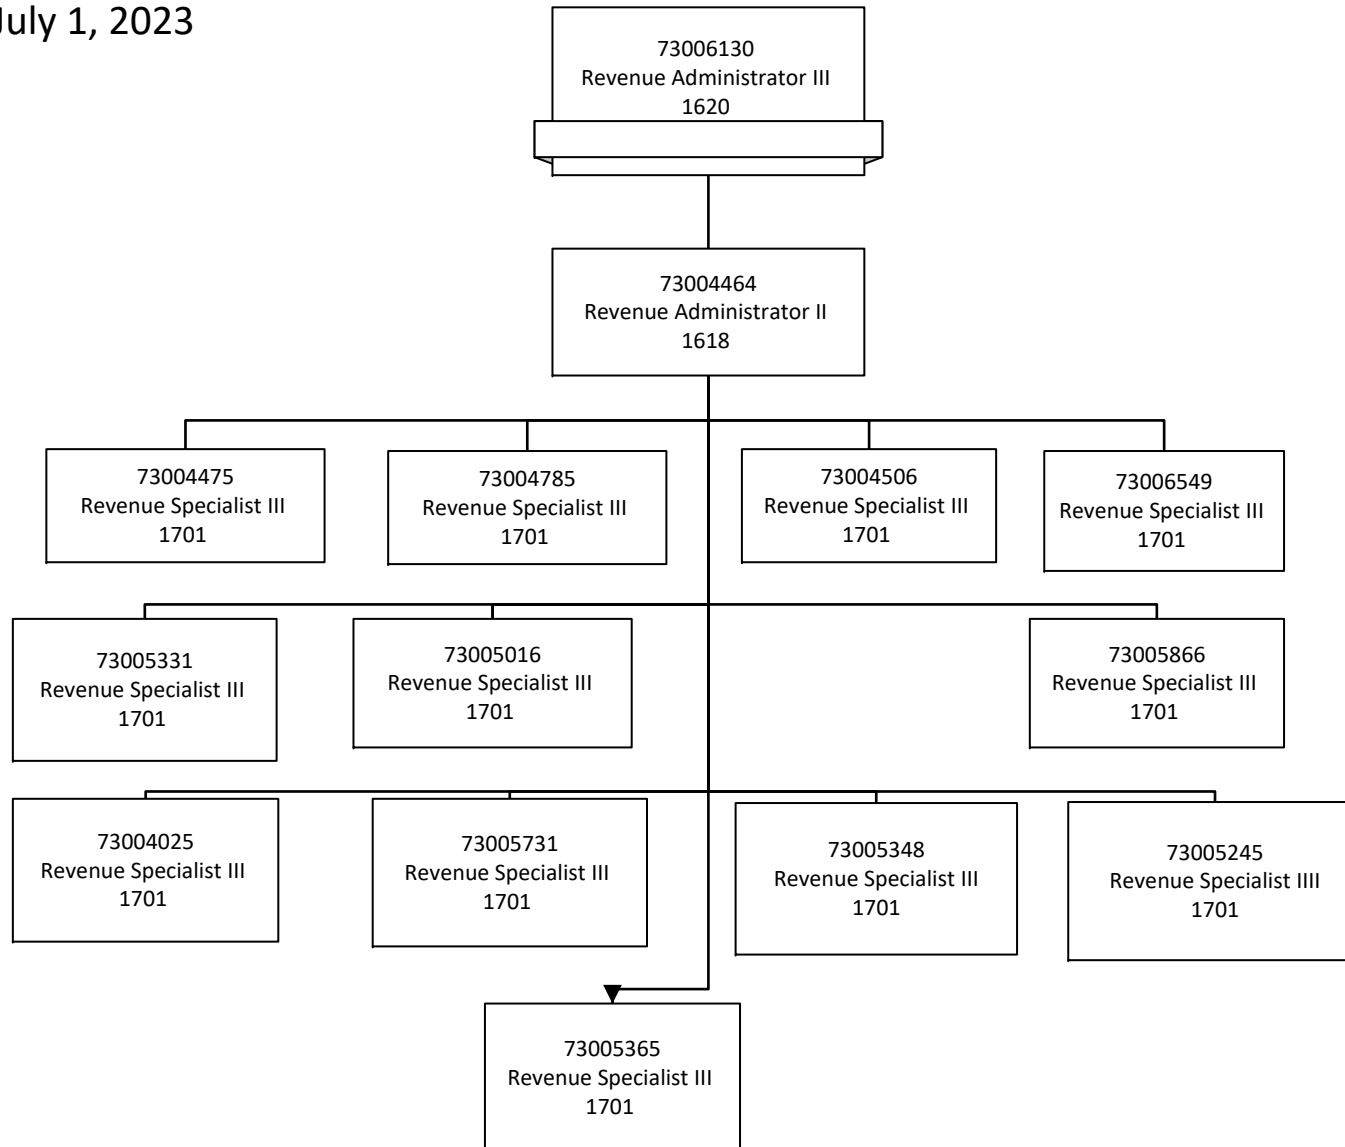 July 1, 2023
73006130
Revenue Administrator III
1620
73004464
Revenue Administrator II
1618
73004475
Revenue Specialist III
1701
73004785
Revenue Specialist III
1701
73004506
Revenue Specialist III
1701
73006549
Revenue Specialist III
1701
73005331
Revenue Specialist III
1701
73005016
Revenue Specialist III
1701
73005866
Revenue Specialist III
1701
73004025
Revenue Specialist III
1701
73005731
Revenue Specialist III
1701
73005348
Revenue Specialist III
1701
73005245
Revenue Specialist IIII
1701
73005365
Revenue Specialist III
1701